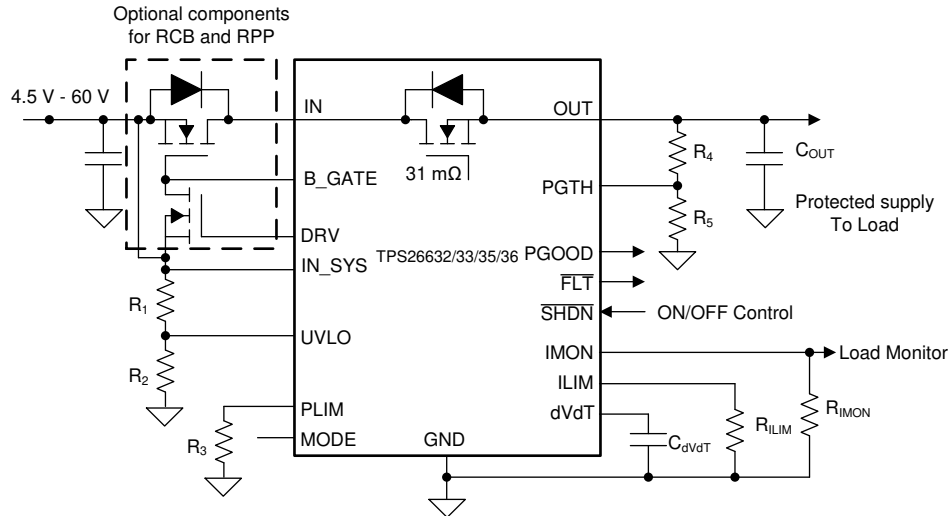 Optional components
for RCB and RPP
4.5 V - 60 V
IN
OUT
31 mΩ
B_GATE
DRV
IN_SYS
UVLO
PLIM
MODE
GND
TPS26632/33/35/36
PGTH
PGOOD
FLT
SHDN
IMON
ILIM
dVdT
R1
R2
R3
R4
R5
COUT
Protected supply
To Load
ON/OFF Control
Load Monitor
RIMON
RILIM
CdVdT